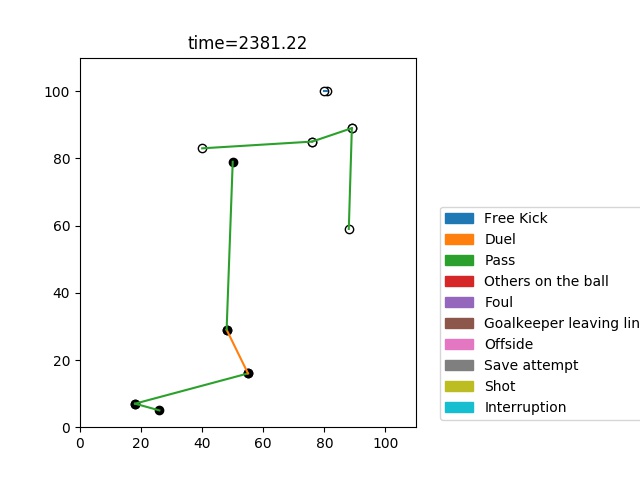 time=2381.22
100
80
60
40
20
0
0 20 40 60 80 100
Free Kick
Duel
Pass
Others on the ball
Foul
Goalkeeper leaving lin
Offside
Save attempt
Shot
Interruption